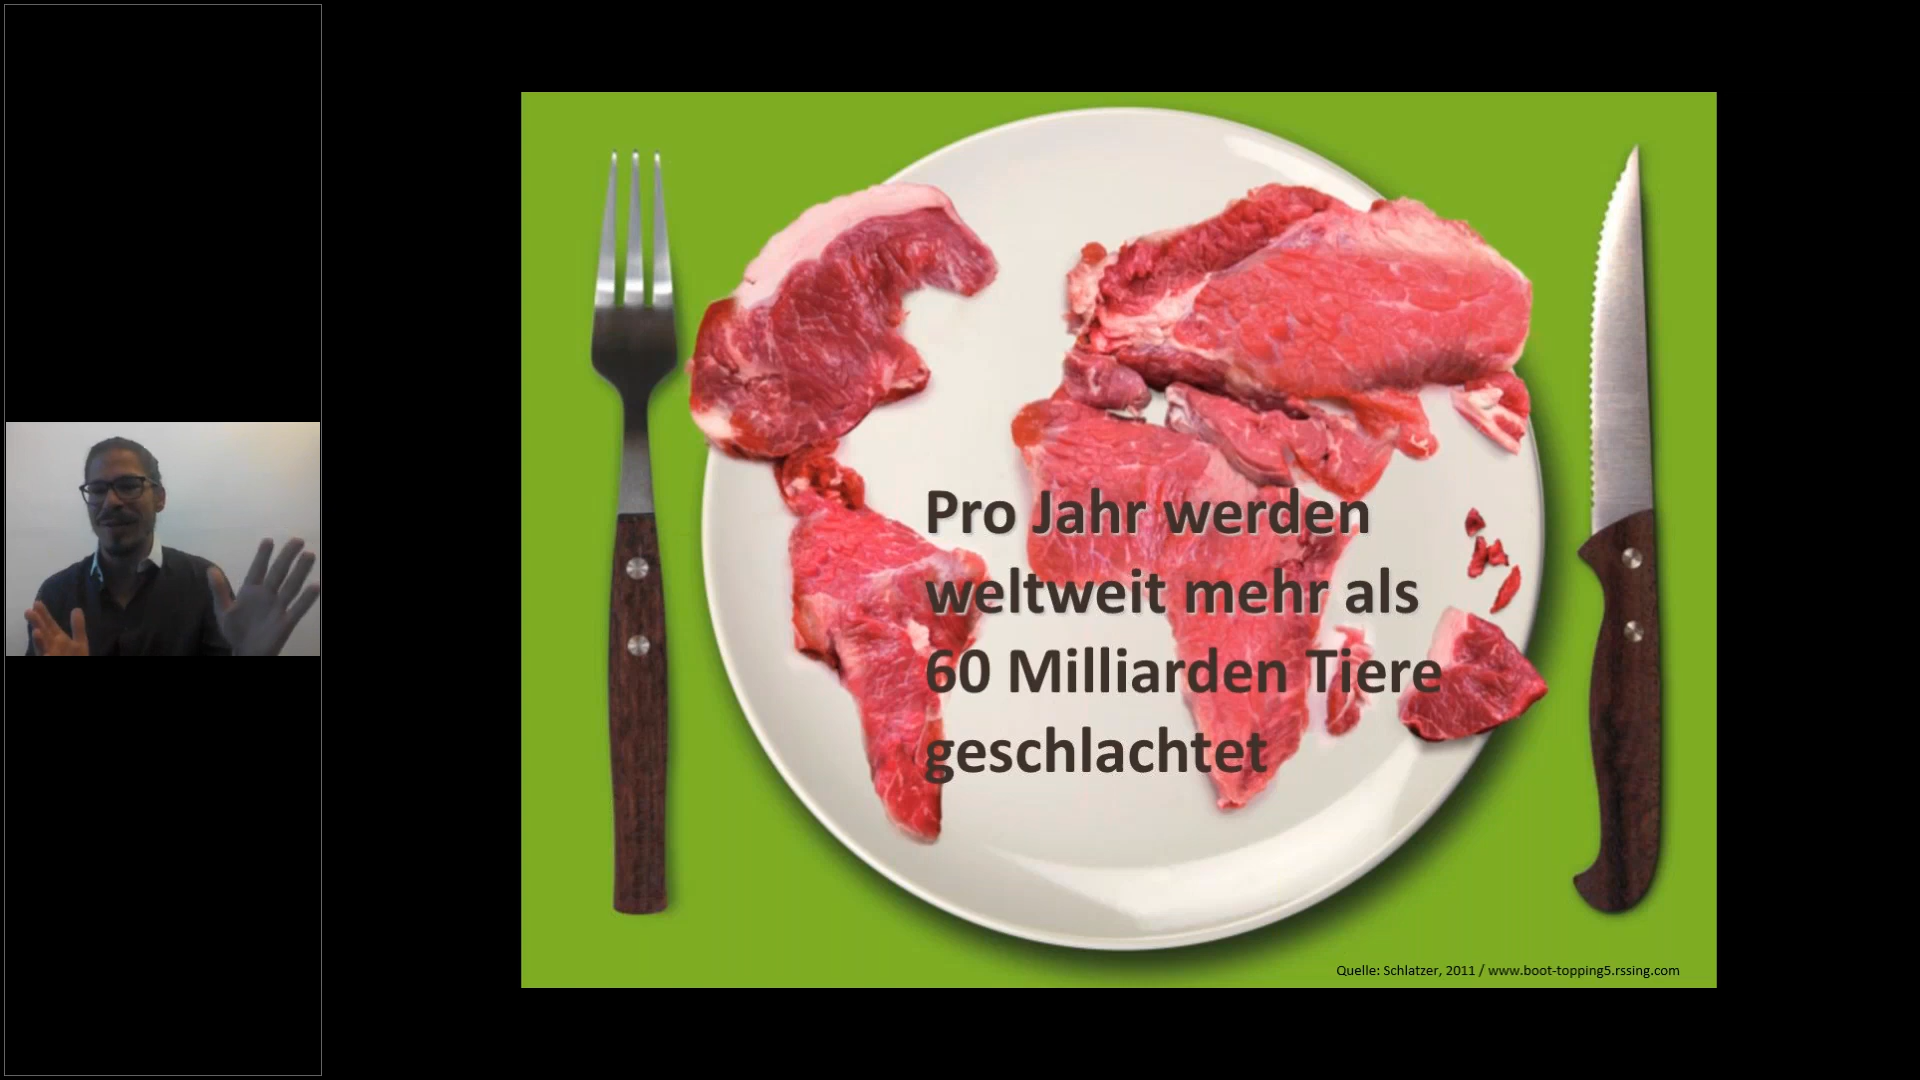 Pro Jahr werden
weltweit mehr als
60 Milliarden Tiere
geschlachtet
Quelle: Schlatzer, 2011 / www.boot-topping5.rssing.com